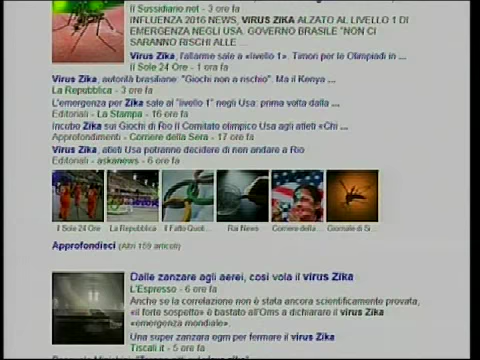 Il Sussidiario.net - 3 ore fa
INFLUENZA 2016 NEWS, VIRUS ZIKA ALZATO AL LIVELLO 1 DI
EMERGENZA NEGLI USA. GOVERNO BRASILE "NON CI
SARANNO RISCHI ALLE ...
Virus Zika, l'allarme sale a «livello 1». Timori per le Olimpiadi in ...
Il Sole 24 Ore - 1 ora fa
Virus Zika, autorità brasiliane: "Giochi non a rischio". Ma il Kenya ...
La Repubblica - 3 ore fa
L'emergenza per Zika sale al "livello 1" negli Usa: prima volta dalla ...
Editoriali - La Stampa - 16 ore fa
Incubo Zika sui Giochi di Rio Il Comitato olimpico Usa agli atleti «Chi ...
Approfondimenti - Corriere della Sera - 17 ore fa
Virus Zika, atleti Usa potranno decidere di non andare a Rio
Editoriali - askanews - 6 ore fa
Il Sole 24 Ore La Repubblica Il Fatto Quoti... Rai News Corriere della... Giornale di Si...
Approfondisci (Altri 159 articoli)
Dalle zanzare agli aerei, così vola il virus Zika
L'Espresso - 6 ore fa
Anche se la correlazione non è stata ancora scientificamente provata,
«il forte sospetto» è bastato all'Oms a dichiarare il virus Zika
«emergenza mondiale».
Una super zanzara ogm per fermare il virus Zika
Tiscali.it - 5 ore fa